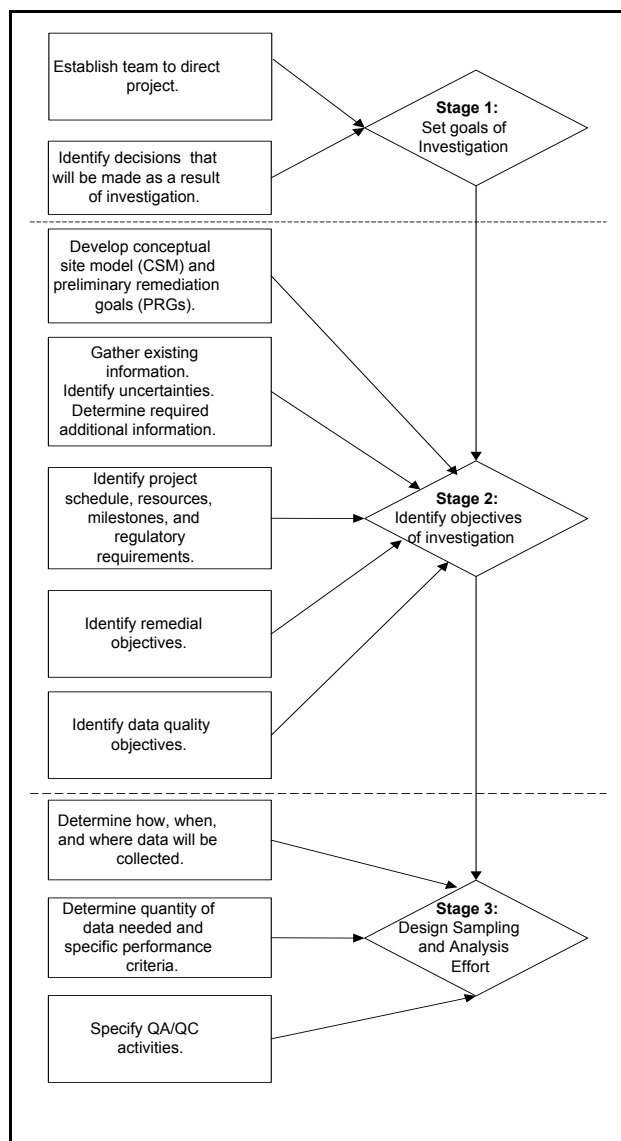 Establish team to direct
project.
Stage 1:
Set goals of
Investigation
Identify decisions that
will be made as a result
of investigation.
Develop conceptual
site model (CSM) and
preliminary remediation
goals (PRGs).
Gather existing
information.
Identify uncertainties.
Determine required
additional information.
Identify project
schedule, resources,
milestones, and
regulatory
requirements.
Stage 2:
Identify objectives
of investigation
Identify remedial
objectives.
Identify data quality
objectives.
Determine how, when,
and where data will be
collected.
Determine quantity of
data needed and
specific performance
criteria.
Stage 3:
Design Sampling
and Analysis
Effort
Specify QA/QC
activities.